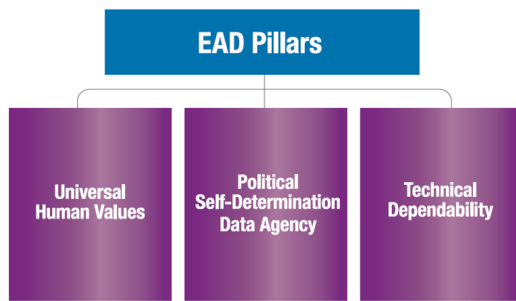 EAD Pillars
Universal
Human Values
Political
Self-Determination
Data Agency
Technical
Dependability